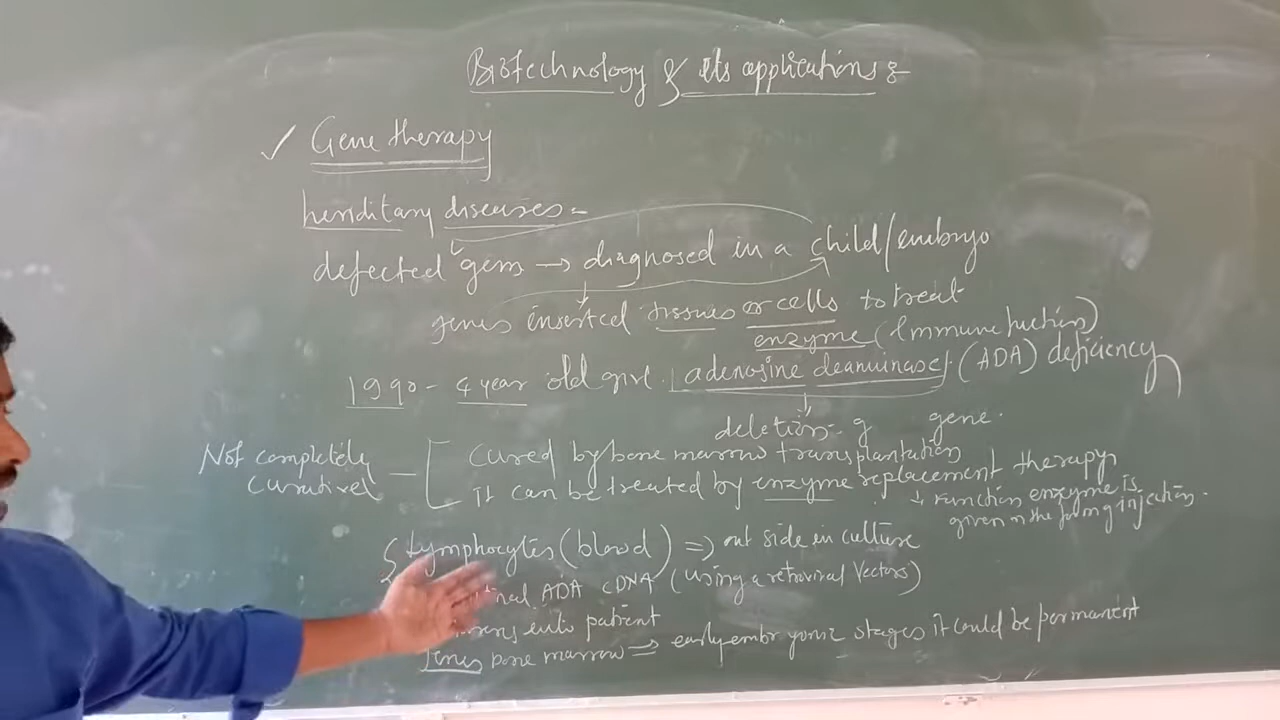 Biotechnology & its applications :
✓ Gene therapy
hereditary diseases =
defected gens → diagnosed in a child/embryo
genes inserted tissues or cells to treat
enzyme (Immune function)
1990 - 4 year old girl adenosine deaminase (ADA) deficiency
deletion of gene.
Not completely curative
cured by bone marrow transplantation
it can be treated by enzyme replacement therapy
↓ Function enzyme is
given in the form of injection.
Lymphocytes (blood) => out side in culture
ADA cDNA (using a retroviral vectors)
into patient
Genes bone marrow => early embryonic stages it could be permanent